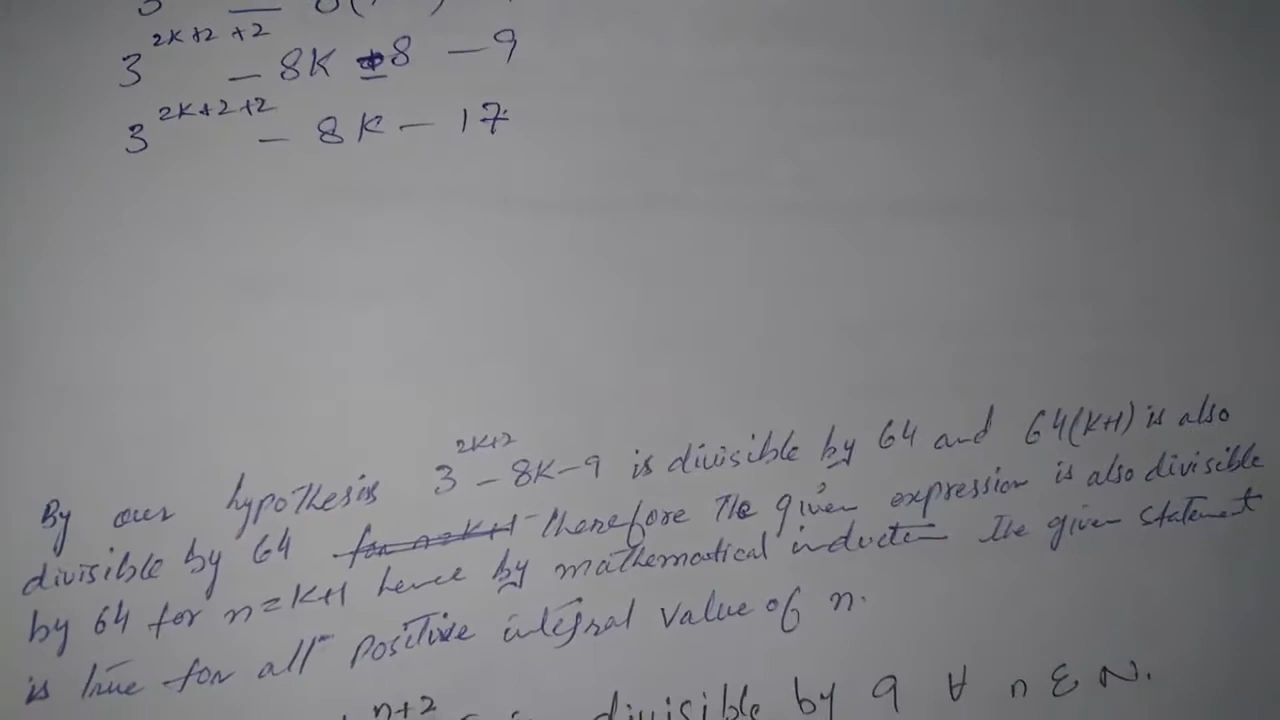 3^{2K+2+2} - 8K - 8 - 9
3^{2K+2+2} - 8K - 17
By our hypothesis 3^{2K+2} - 8K - 9 is divisible by 64 and 64(K+1) is also
divisible by 64 for n=K+1 therefore The given expression is also divisible
by 64 for n=K+1 hence by mathematical induction The given statement
is true for all positive integral value of n.
n+2 divisible by 9 ∀ n ∈ N.